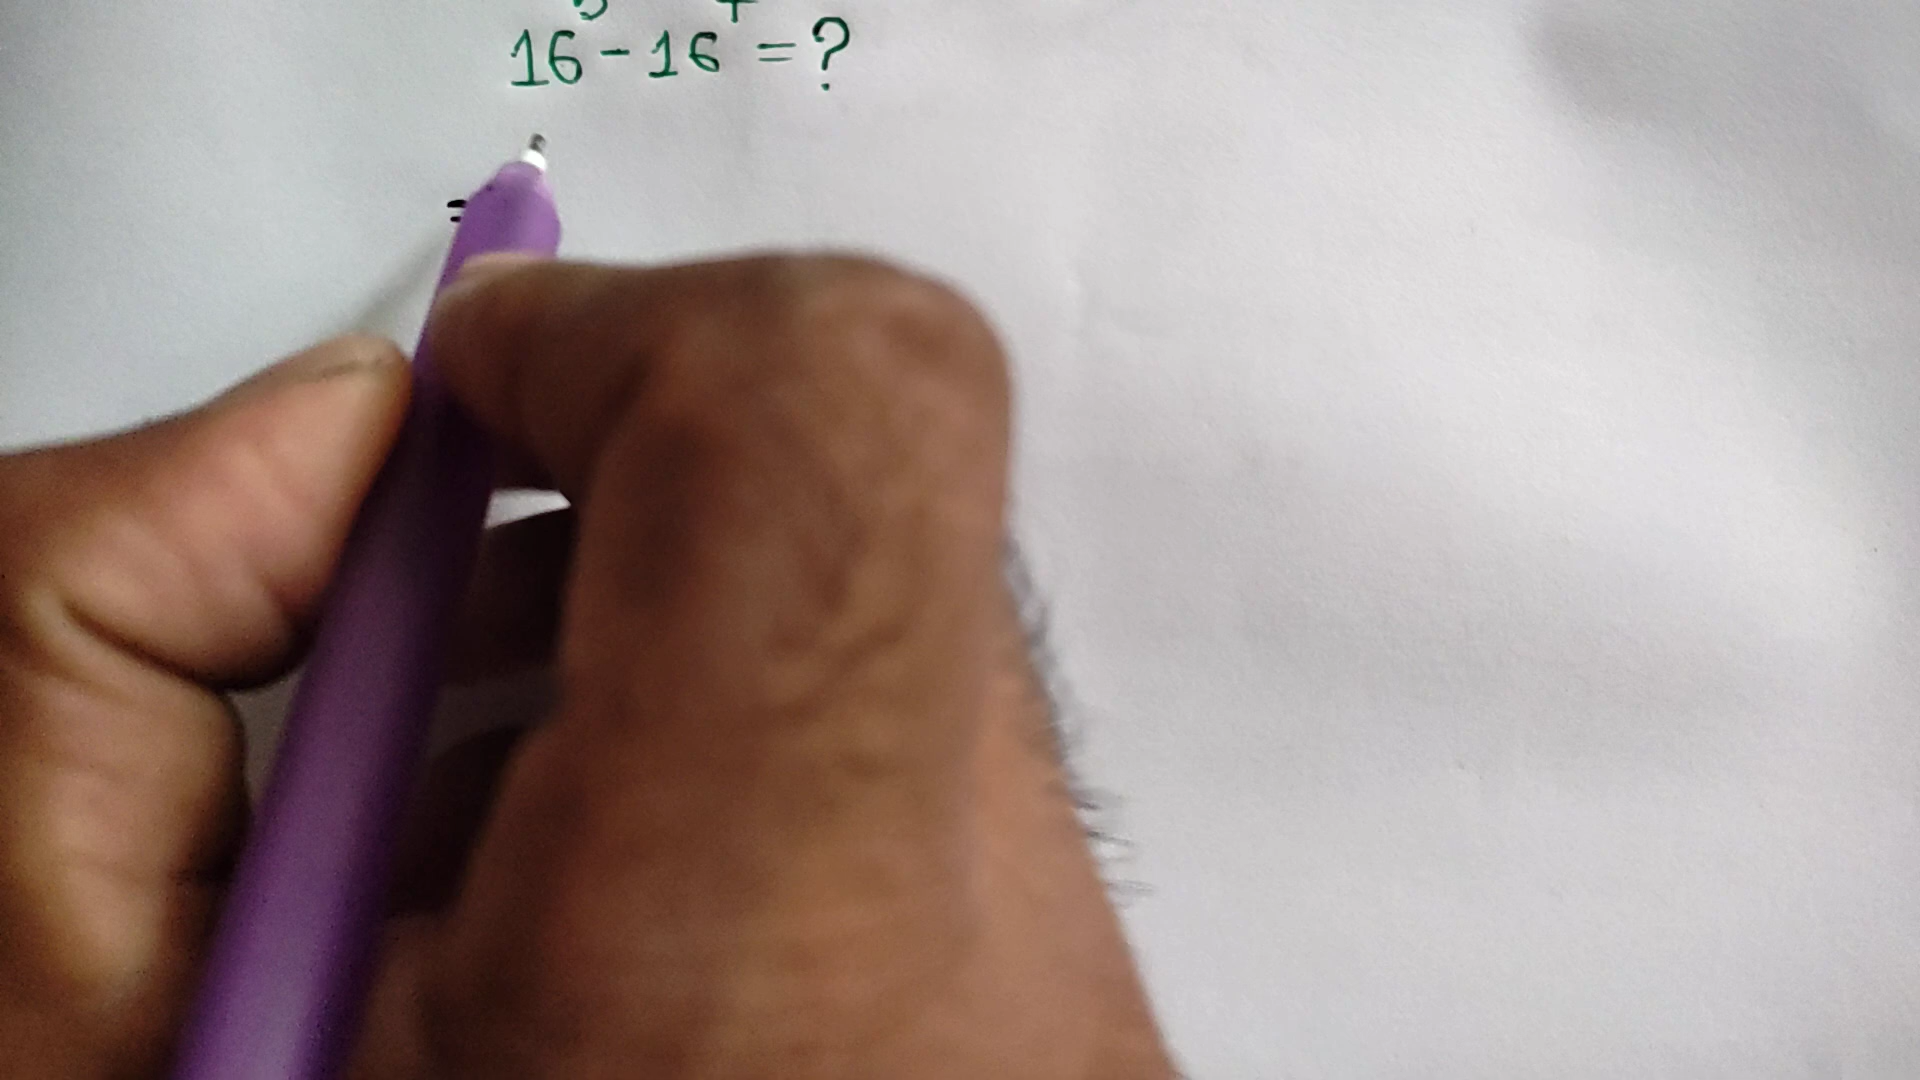 16 - 16 = ?
=